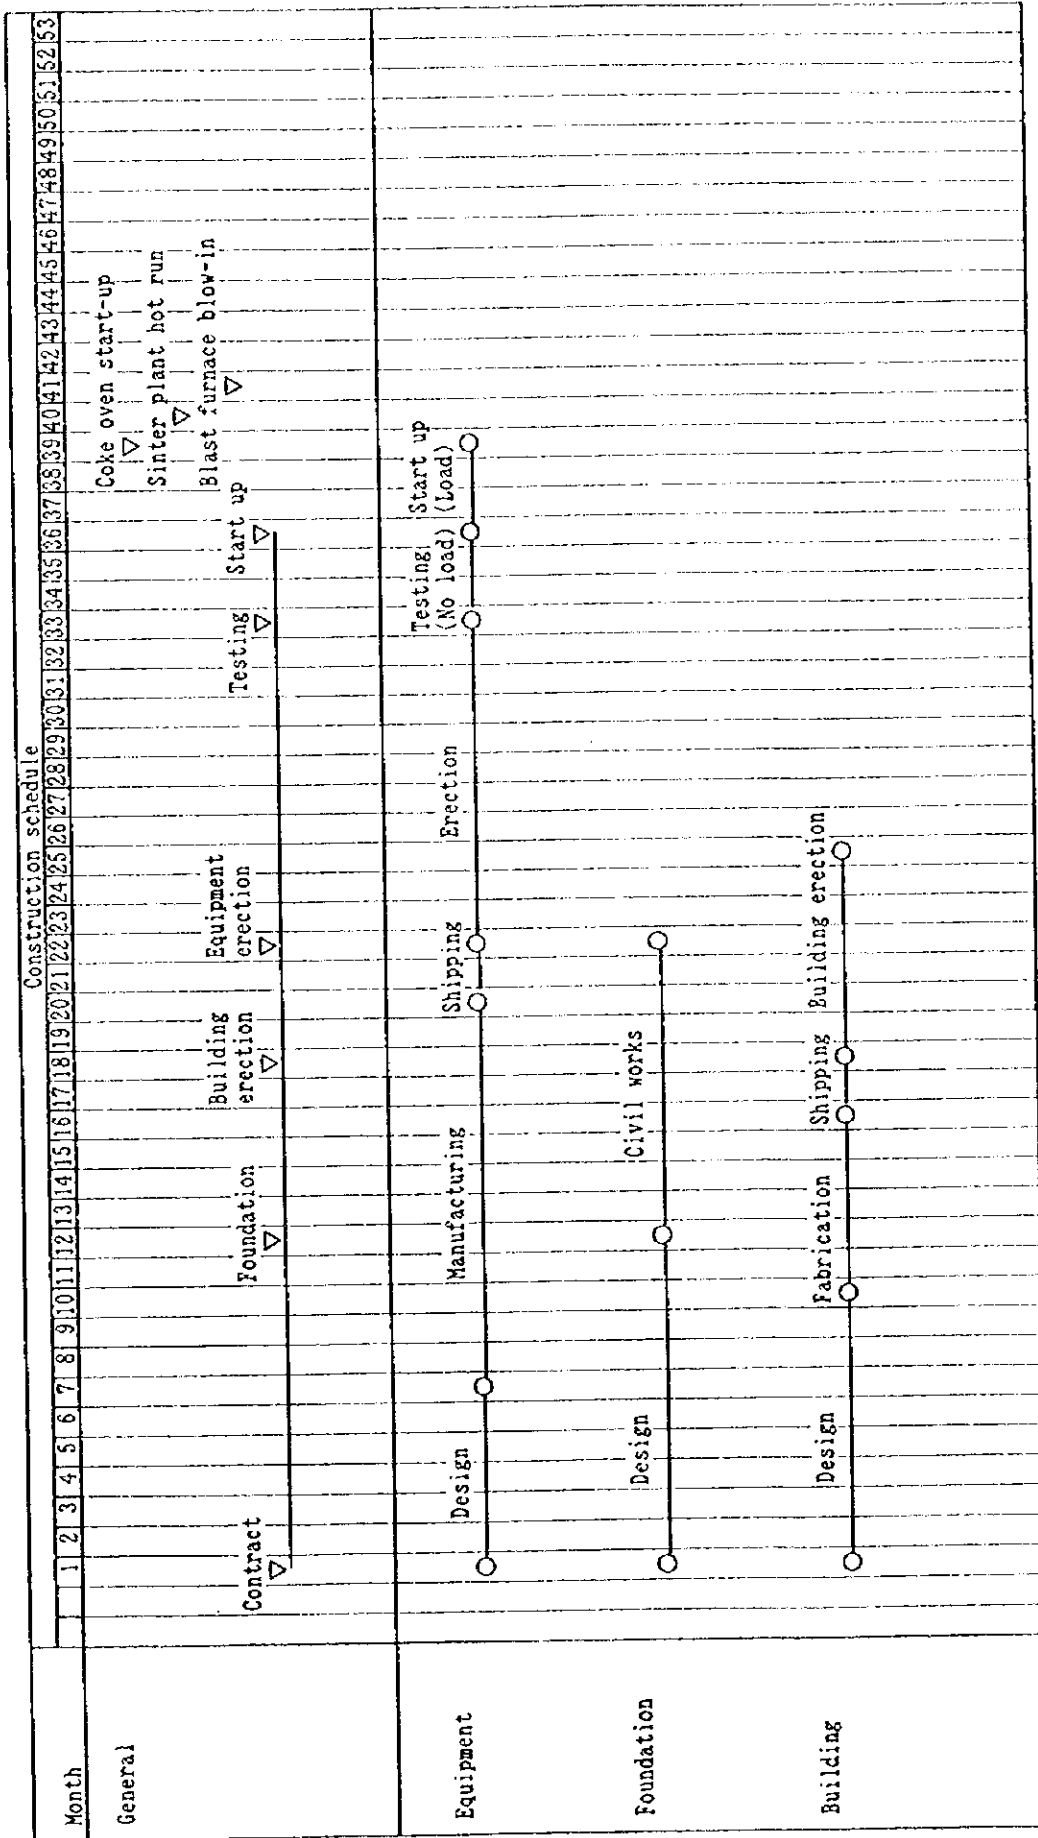 Construction schedule
Month 1 2 3 4 5 6 7 8 9 10 11 12 13 14 15 16 17 18 19 20 21 22 23 24 25 26 27 28 29 30 31 32 33 34 35 36 37 38 39 40 41 42 43 44 45 46 47 48 49 50 51 52 53
General
Coke oven start-up
Sinter plant hot run
Blast furnace blow-in
Contract
Foundation
Building
erection
Equipment
erection
Testing
Start up
Equipment
Design
Manufacturing
Shipping
Erection
Testing
(No load)
Start up
(Load)
Foundation
Design
Civil works
Building
Design
Fabrication
Shipping
Building erection